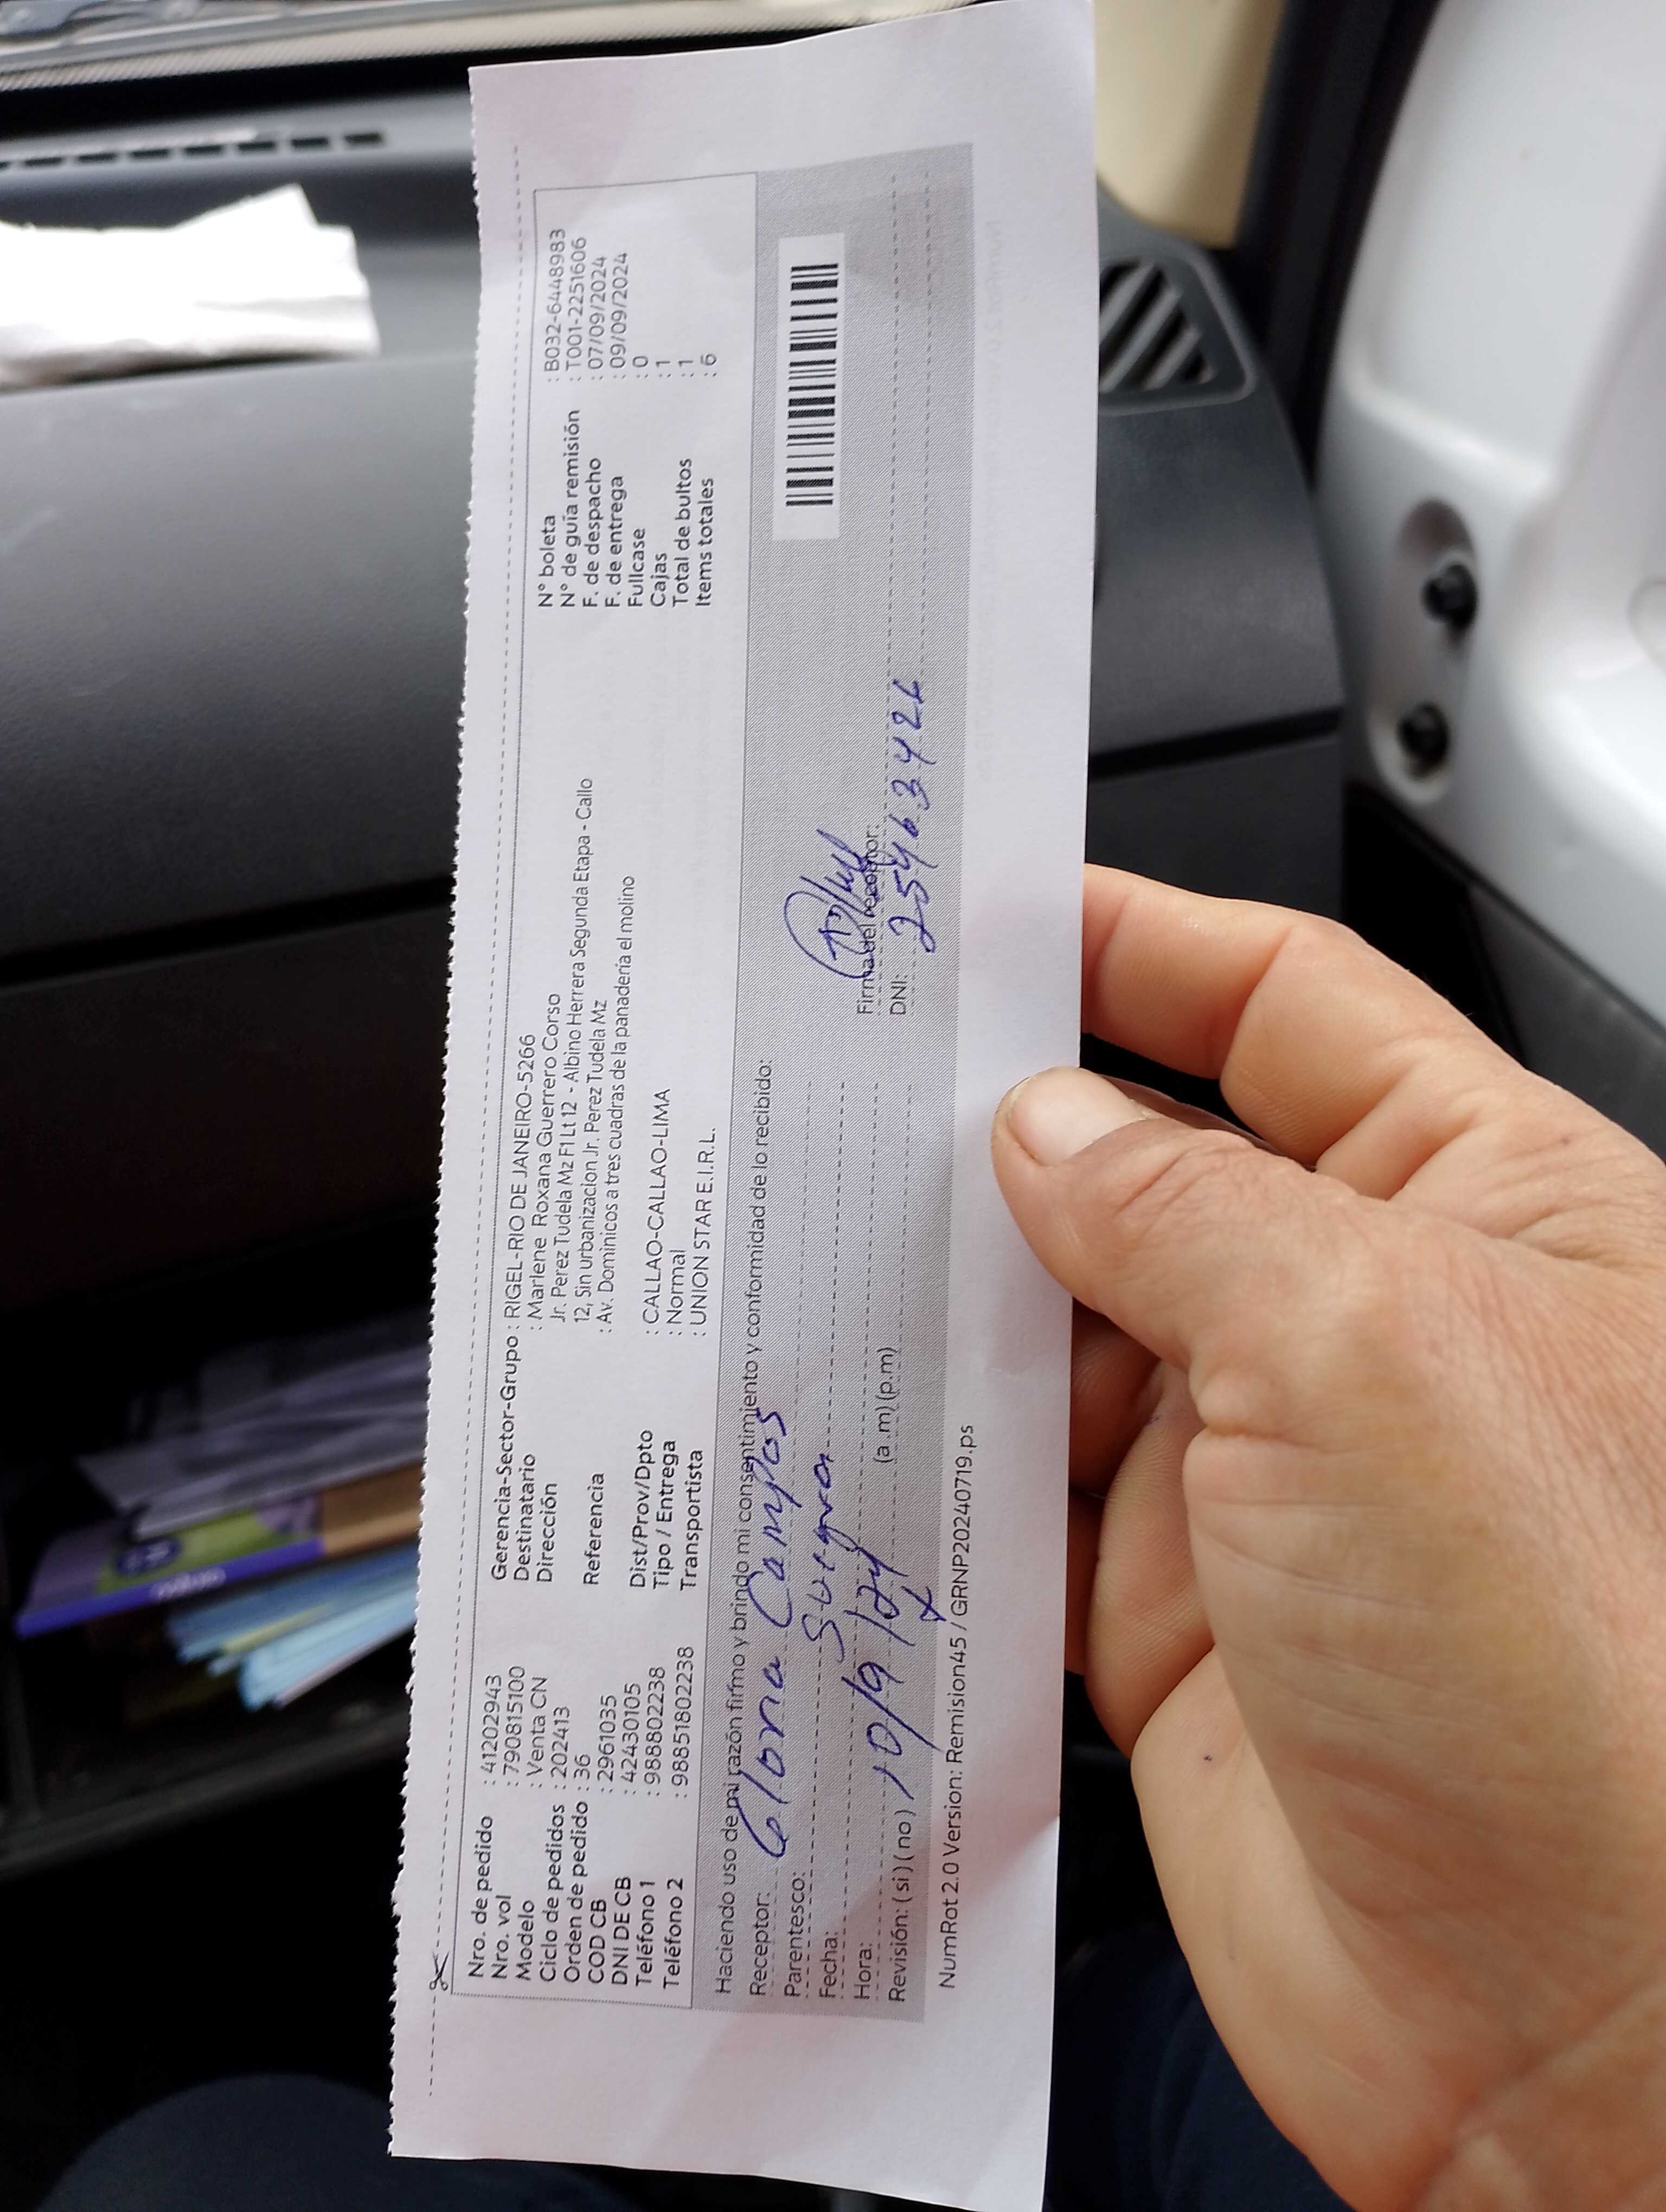 Nro. de pedido : 41202943
Nro. vol : 790815100
Modelo : Venta CN
Ciclo de pedidos : 202413
Orden de pedido : 36
COD CB : 2961035
DNI DE CB : 42430105
Teléfono 1 : 988802238
Teléfono 2 : 98851802238
Gerencia-Sector-Grupo : RIGEL-RIO DE JANEIRO-5266
Destinatario : Marlene Roxana Guerrero Corso
Dirección Jr. Perez Tudela Mz F1 Lt 12 - Albino Herrera Segunda Etapa - Callo
12, Sin urbanizacion Jr. Perez Tudela Mz
Referencia : Av. Dominicos a tres cuadras de la panaderia el molino
Dist/Prov/Dpto : CALLAO-CALLAO-LIMA
Tipo / Entrega : Normal
Transportista : UNION STAR E.I.R.L.
N° boleta : B032-6448983
N° de guía remisión : T001-2251606
F. de despacho : 07/09/2024
F. de entrega : 09/09/2024
Fullcase : 0
Cajas : 1
Total de bultos : 1
Items totales : 6
Haciendo uso de mi razón firmo y brindo mi consentimiento y conformidad de lo recibido:
Receptor: Gloria Campos
Parentesco: Suegra
Fecha: 10/9/24
Hora: (a.m) (p.m)
Revisión: (si) (no)
Firma del receptor:
DNI: 25463426
NumRot 2.0 Version: Remision45 / GRNP20240719.ps